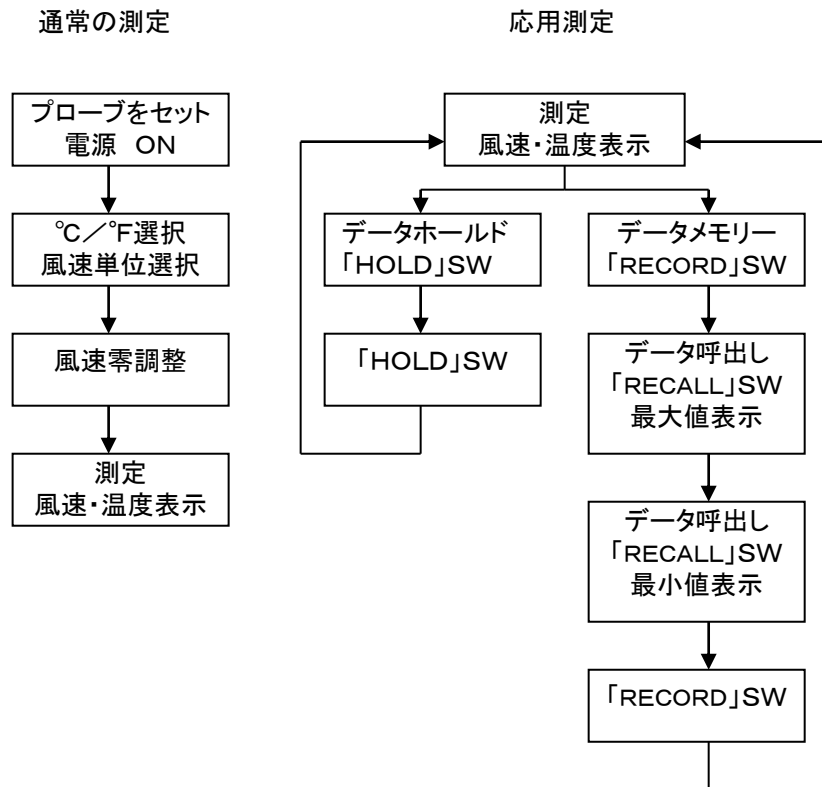 通常の測定
プローブをセット
電源 ON
℃／℉選択
風速単位選択
風速零調整
測定
風速・温度表示
応用測定
測定
風速・温度表示
データホールド
「HOLD」SW
「HOLD」SW
データメモリー
「RECORD」SW
データ呼出し
「RECALL」SW
最大値表示
データ呼出し
「RECALL」SW
最小値表示
「RECORD」SW